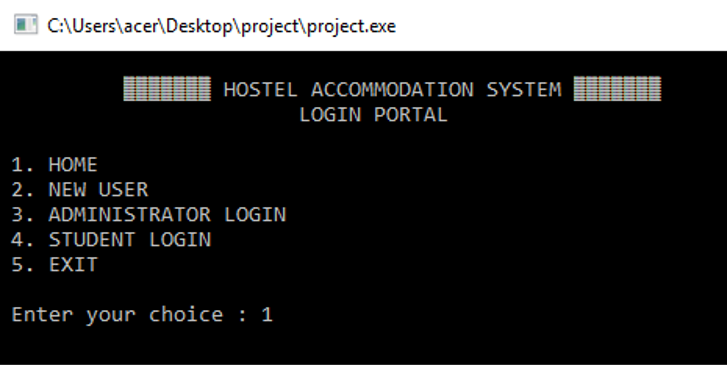 C:\Users\acer\Desktop\project\project.exe
▒▒▒▒▒▒▒ HOSTEL ACCOMMODATION SYSTEM ▒▒▒▒▒▒▒
LOGIN PORTAL
1. HOME
2. NEW USER
3. ADMINISTRATOR LOGIN
4. STUDENT LOGIN
5. EXIT
Enter your choice : 1